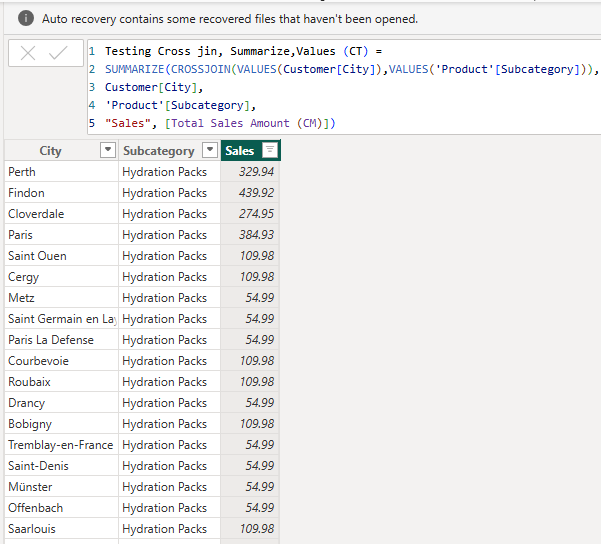 Auto recovery contains some recovered files that haven't been opened.
1 Testing Cross jin, Summarize,Values (CT) =
2 SUMMARIZE(CROSSJOIN(VALUES(Customer[City]),VALUES('Product'[Subcategory])),
3 Customer[City],
4 'Product'[Subcategory],
5 "Sales", [Total Sales Amount (CM)])
City Subcategory Sales
Perth Hydration Packs 329.94
Findon Hydration Packs 439.92
Cloverdale Hydration Packs 274.95
Paris Hydration Packs 384.93
Saint Ouen Hydration Packs 109.98
Cergy Hydration Packs 109.98
Metz Hydration Packs 54.99
Saint Germain en Lay Hydration Packs 54.99
Paris La Defense Hydration Packs 54.99
Courbevoie Hydration Packs 109.98
Roubaix Hydration Packs 109.98
Drancy Hydration Packs 54.99
Bobigny Hydration Packs 109.98
Tremblay-en-France Hydration Packs 54.99
Saint-Denis Hydration Packs 54.99
Münster Hydration Packs 54.99
Offenbach Hydration Packs 54.99
Saarlouis Hydration Packs 109.98